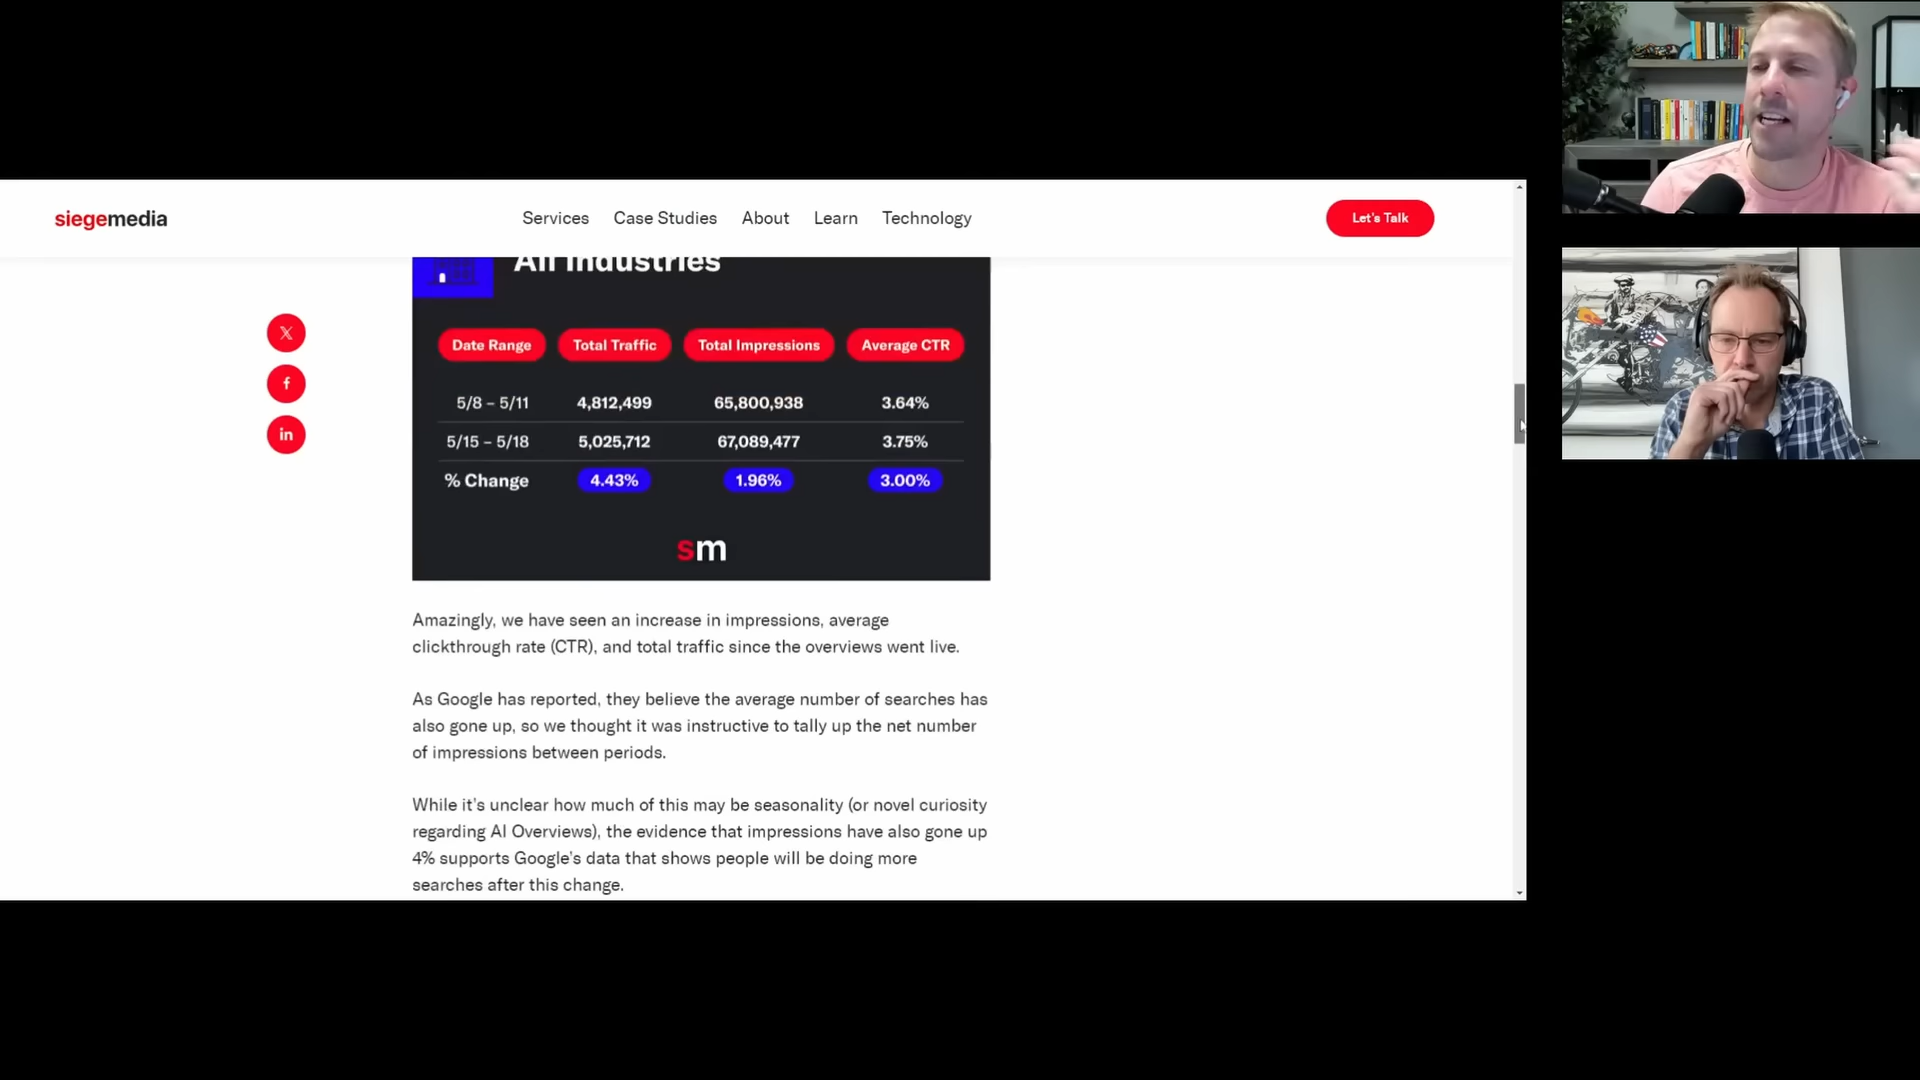 siegemedia
Services Case Studies About Learn Technology
Let's Talk
All Industries
Date Range Total Traffic Total Impressions Average CTR
5/8 – 5/11 4,812,499 65,800,938 3.64%
5/15 – 5/18 5,025,712 67,089,477 3.75%
% Change 4.43% 1.96% 3.00%
sm
Amazingly, we have seen an increase in impressions, average
clickthrough rate (CTR), and total traffic since the overviews went live.
As Google has reported, they believe the average number of searches has
also gone up, so we thought it was instructive to tally up the net number
of impressions between periods.
While it's unclear how much of this may be seasonality (or novel curiosity
regarding AI Overviews), the evidence that impressions have also gone up
4% supports Google's data that shows people will be doing more
searches after this change.